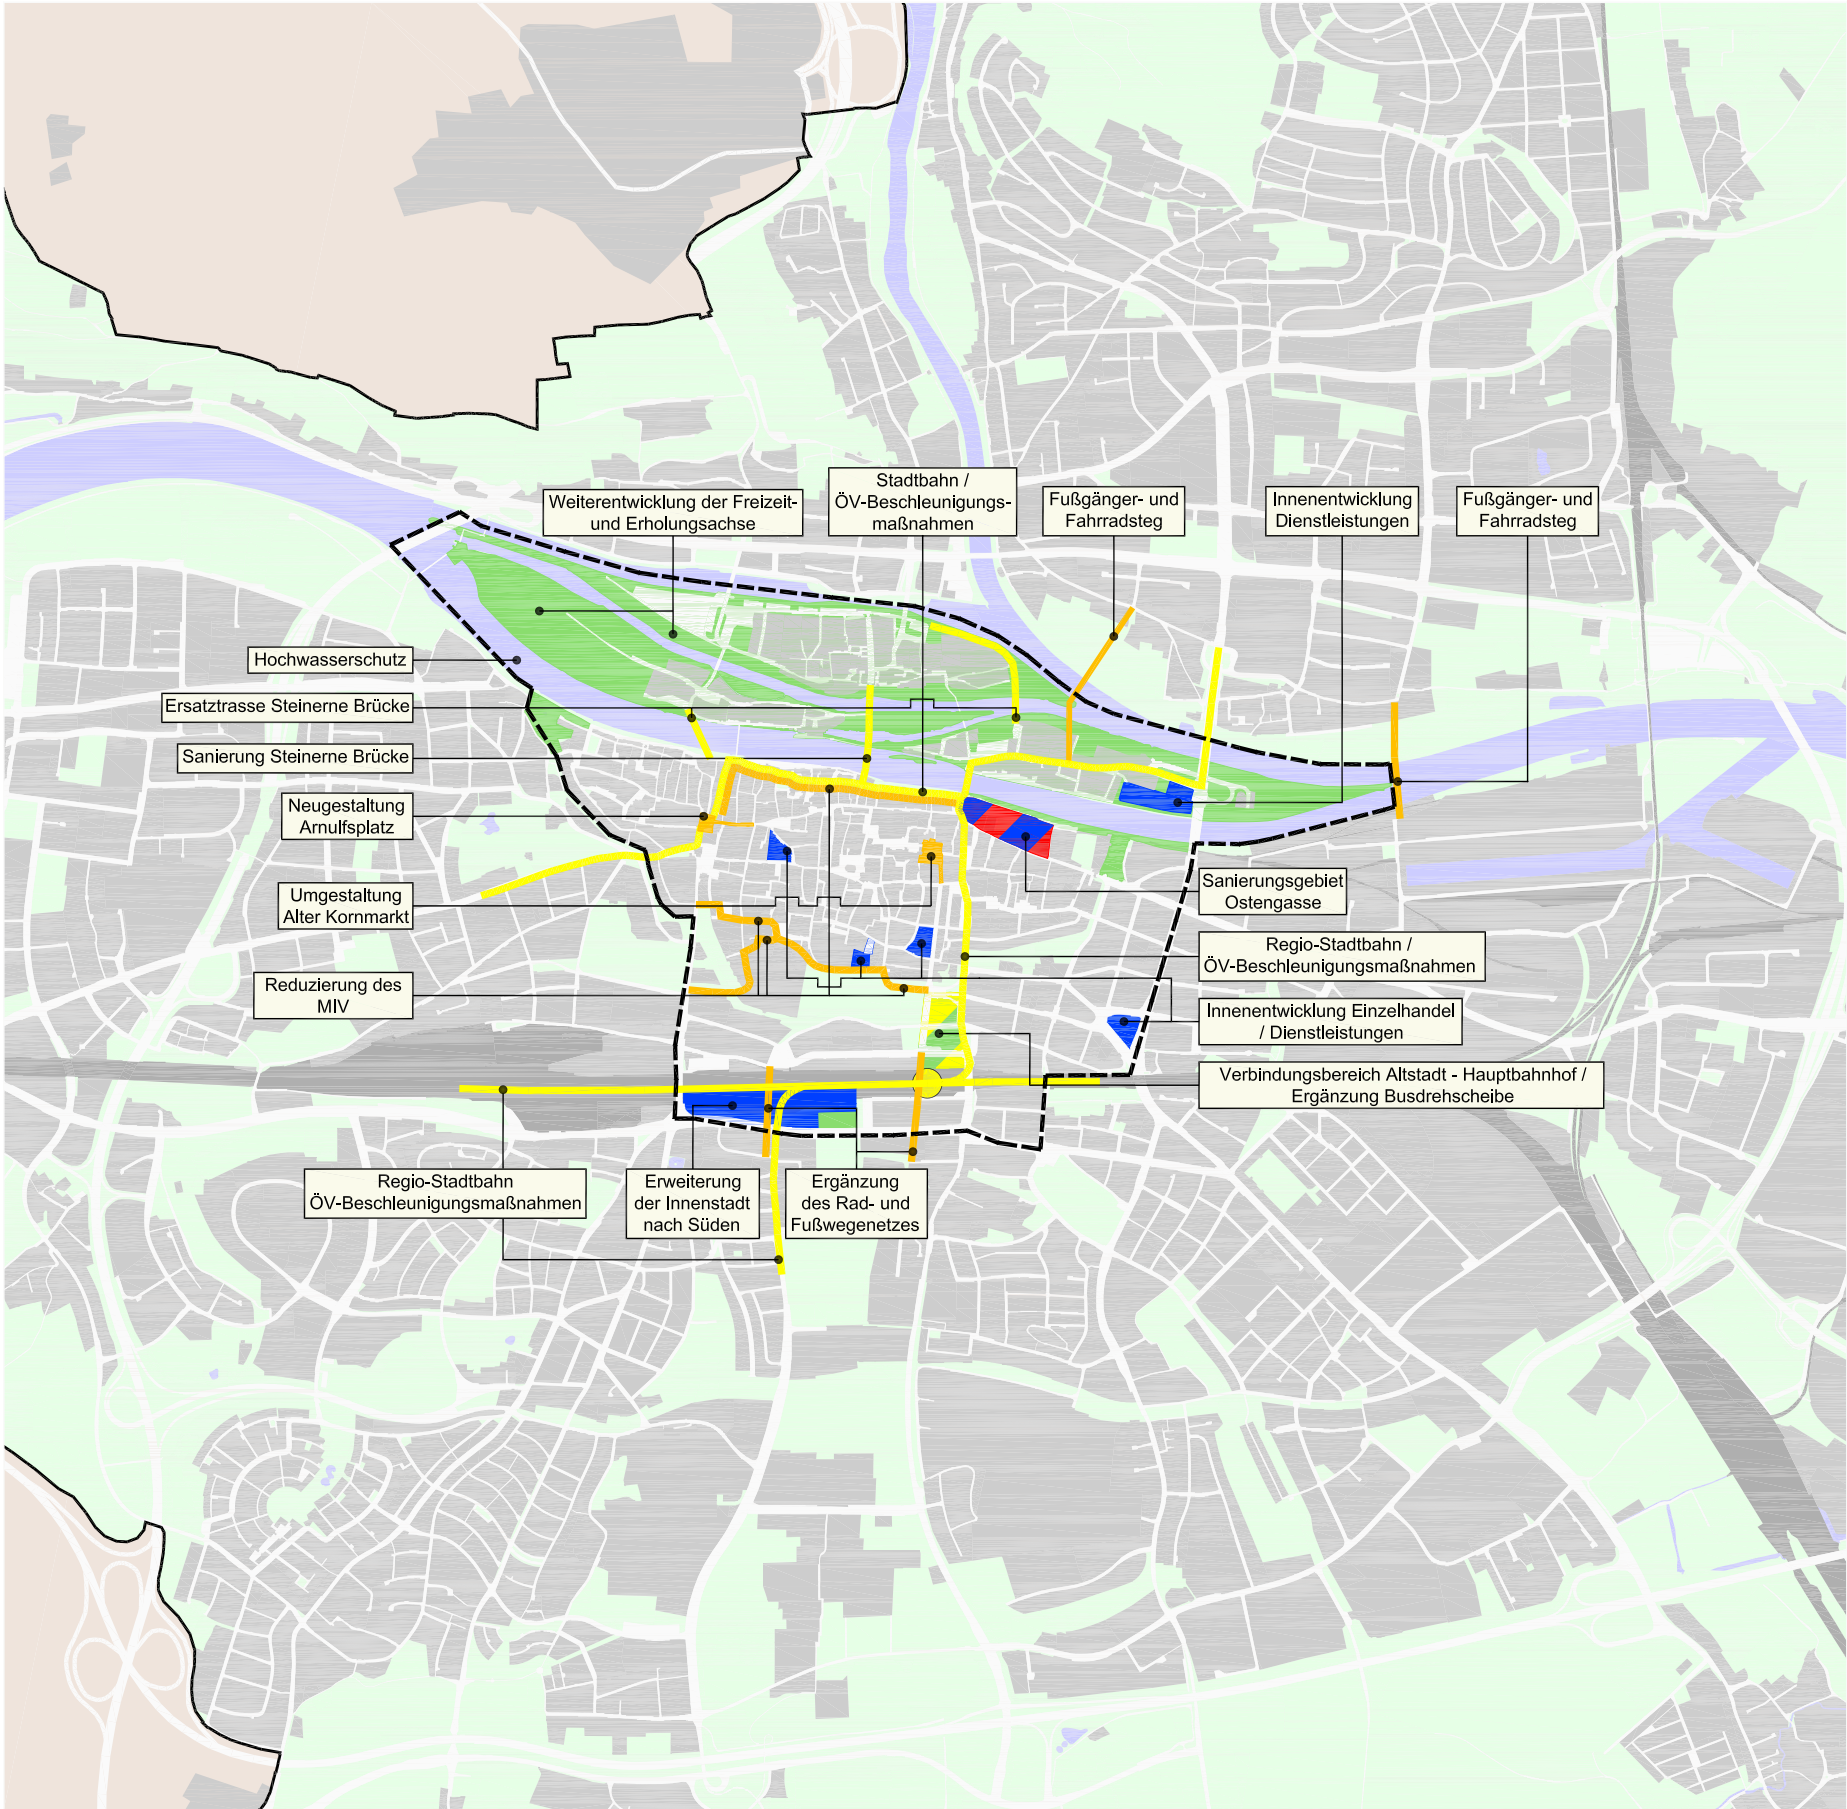 Stadtbahn /
ÖV-Beschleunigungs-
maßnahmen
Weiterentwicklung der Freizeit-
und Erholungsachse
Fußgänger- und
Fahrradsteg
Innenentwicklung
Dienstleistungen
Fußgänger- und
Fahrradsteg
Hochwasserschutz
Ersatztrasse Steinerne Brücke
Sanierung Steinerne Brücke
Neugestaltung
Arnulfsplatz
Umgestaltung
Alter Kornmarkt
Reduzierung des
MIV
Sanierungsgebiet
Ostengasse
Regio-Stadtbahn /
ÖV-Beschleunigungsmaßnahmen
Innenentwicklung Einzelhandel
/ Dienstleistungen
Verbindungsbereich Altstadt - Hauptbahnhof /
Ergänzung Busdrehscheibe
Regio-Stadtbahn
ÖV-Beschleunigungsmaßnahmen
Erweiterung
der Innenstadt
nach Süden
Ergänzung
des Rad- und
Fußwegenetzes